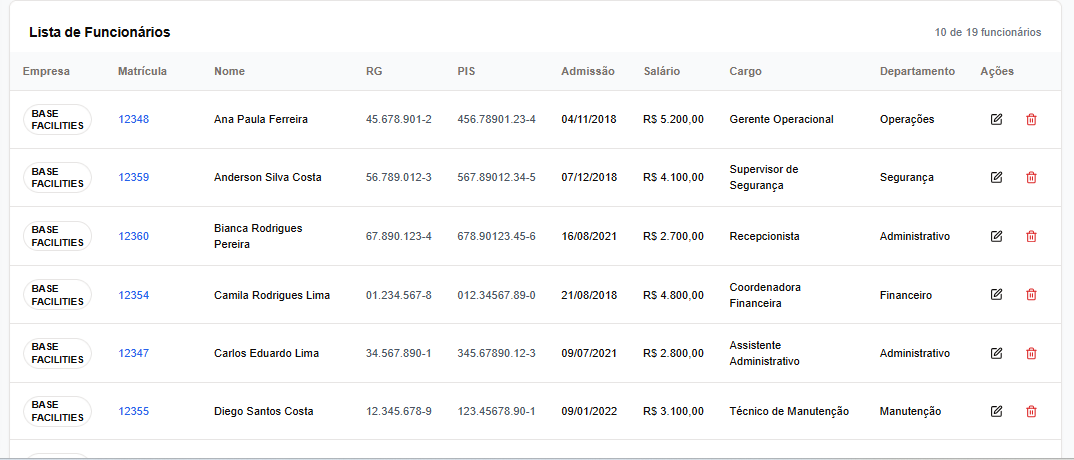 Lista de Funcionários 10 de 19 funcionários
Empresa Matrícula Nome RG PIS Admissão Salário Cargo Departamento Ações
BASE FACILITIES 12348 Ana Paula Ferreira 45.678.901-2 456.78901.23-4 04/11/2018 R$ 5.200,00 Gerente Operacional Operações
BASE FACILITIES 12359 Anderson Silva Costa 56.789.012-3 567.89012.34-5 07/12/2018 R$ 4.100,00 Supervisor de Segurança Segurança
BASE FACILITIES 12360 Bianca Rodrigues Pereira 67.890.123-4 678.90123.45-6 16/08/2021 R$ 2.700,00 Recepcionista Administrativo
BASE FACILITIES 12354 Camila Rodrigues Lima 01.234.567-8 012.34567.89-0 21/08/2018 R$ 4.800,00 Coordenadora Financeira Financeiro
BASE FACILITIES 12347 Carlos Eduardo Lima 34.567.890-1 345.67890.12-3 09/07/2021 R$ 2.800,00 Assistente Administrativo Administrativo
BASE FACILITIES 12355 Diego Santos Costa 12.345.678-9 123.45678.90-1 09/01/2022 R$ 3.100,00 Técnico de Manutenção Manutenção